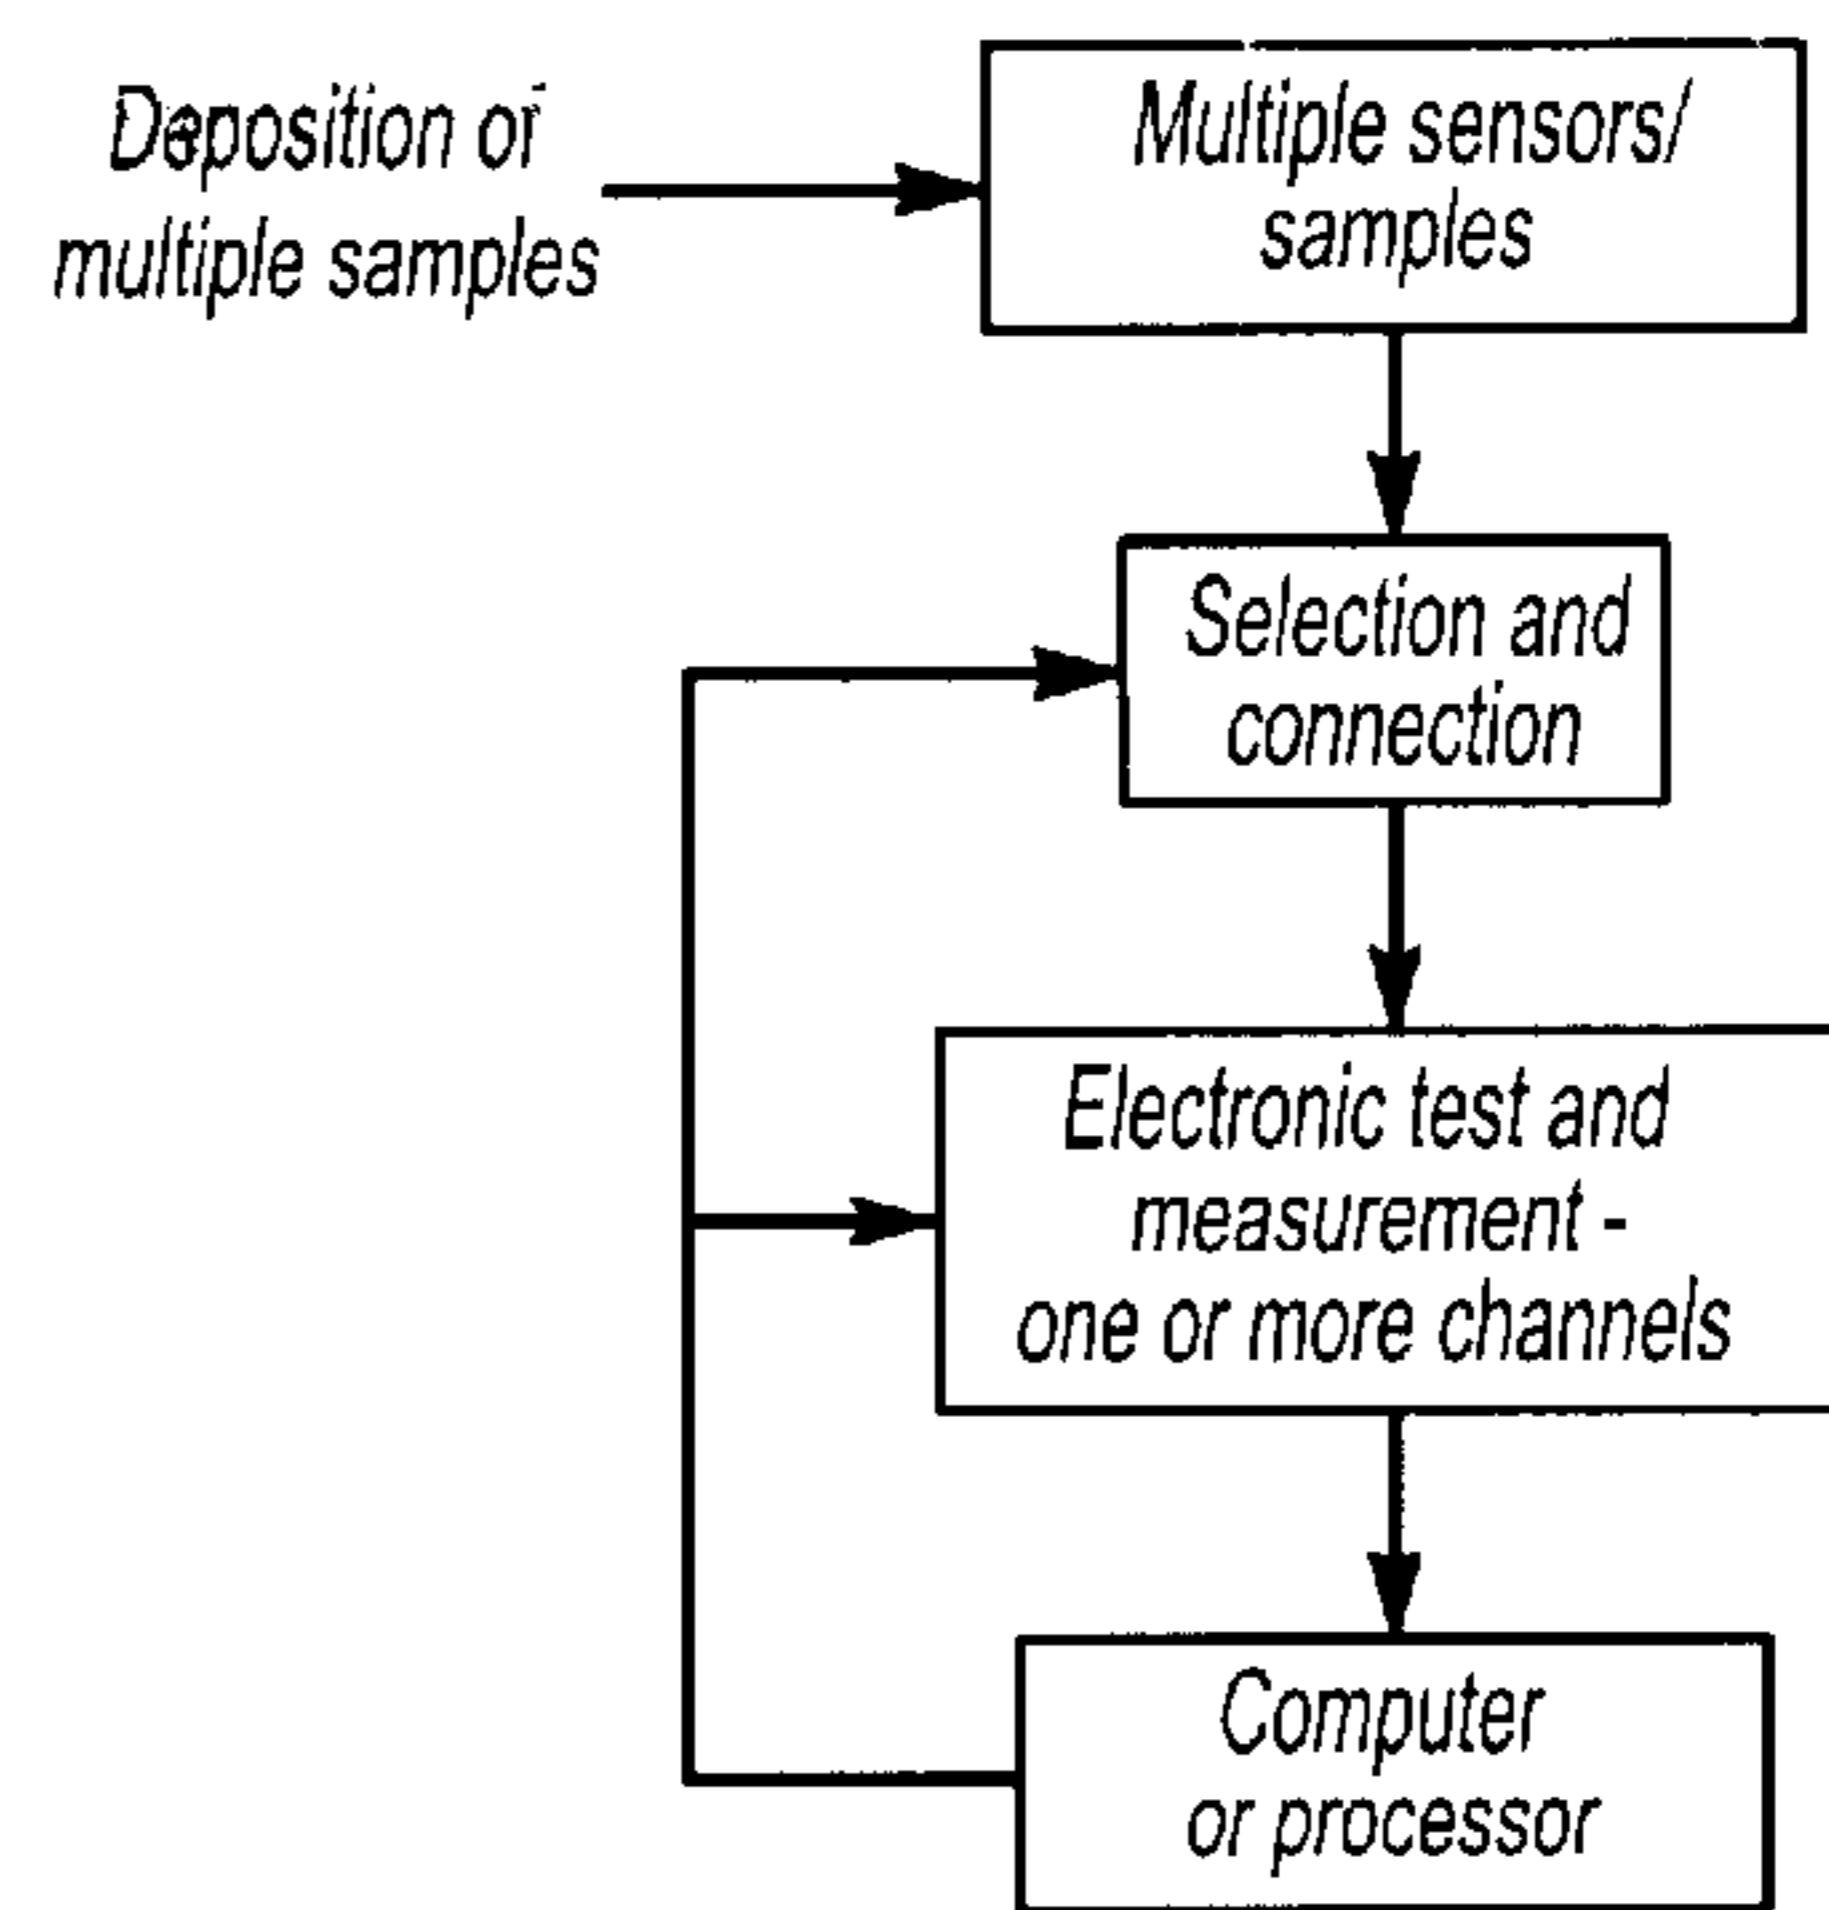 Deposition of
multiple samples
Multiple sensors/
samples
Selection and
connection
Electronic test and
measurement -
one or more channels
Computer
or processor